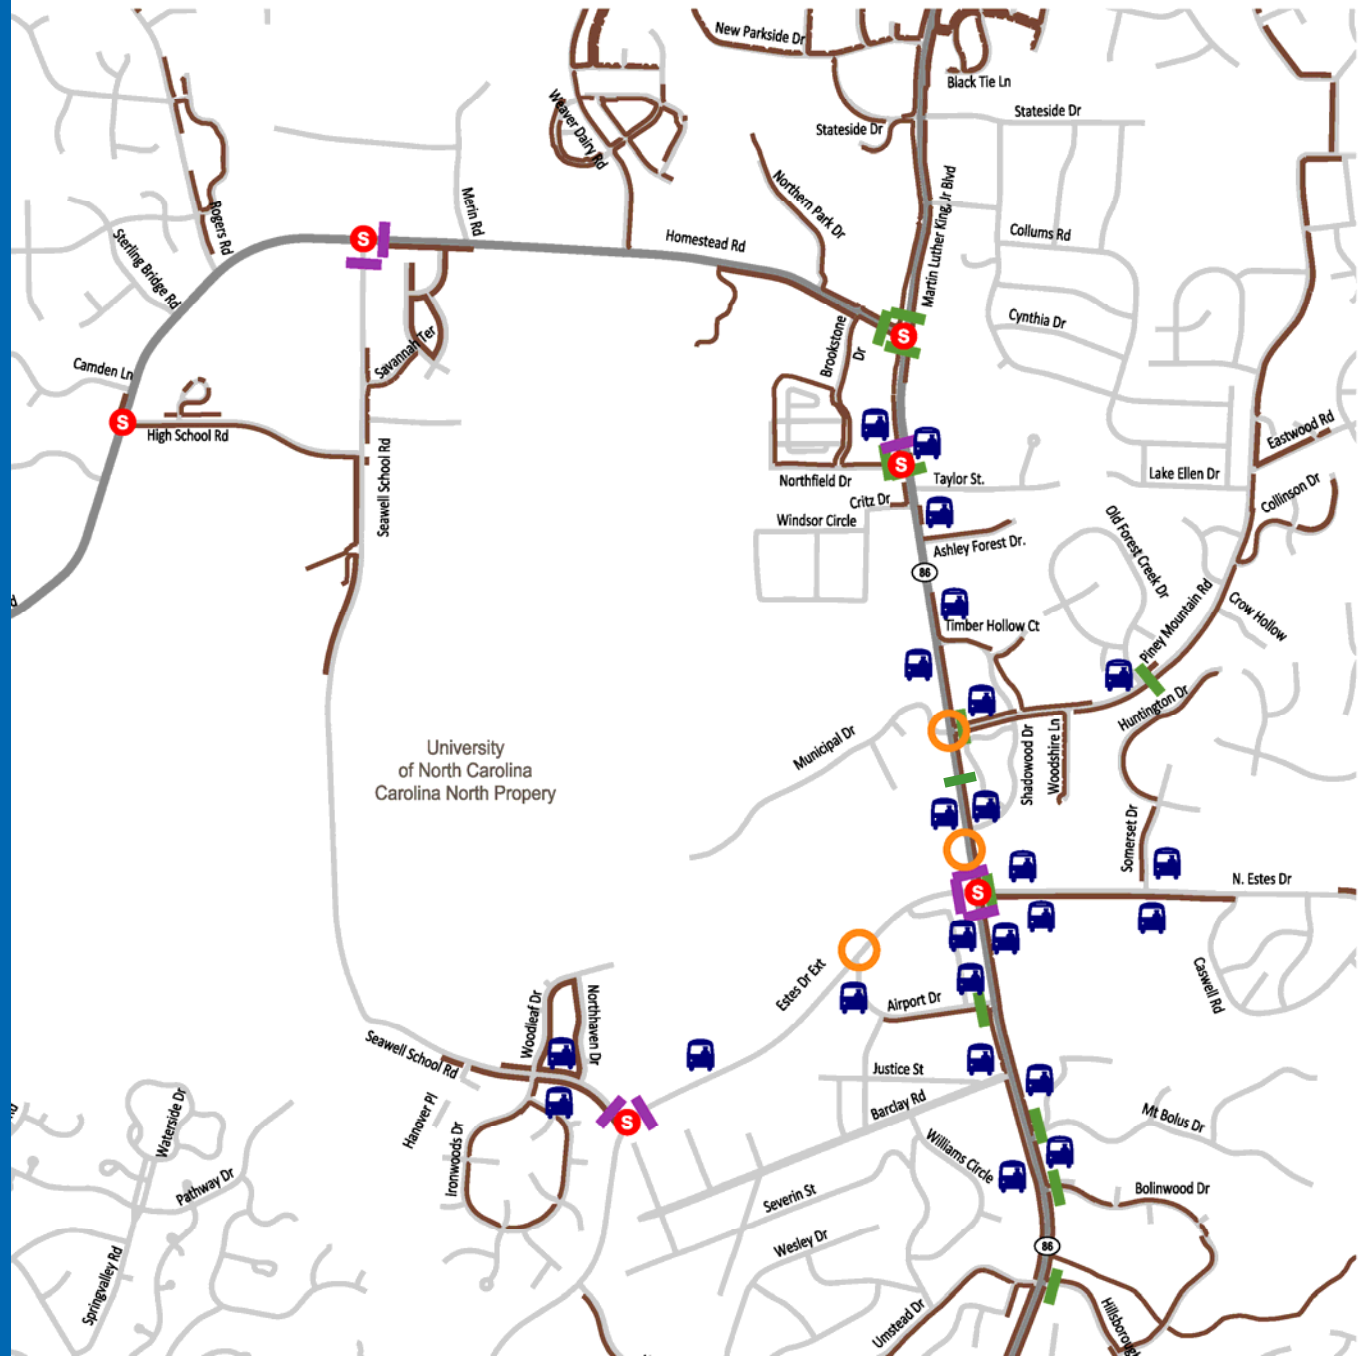 New Parkside Dr
Black Tie Ln
Stateside Dr
Stateside Dr
Weaver Dairy Rd
Northern Park Dr
Martin Luther King Jr Blvd
Merin Rd
Rogers Rd
Sterling Bridge Rd
Homestead Rd
Collums Rd
Cynthia Dr
Brookstone
Dr
Savannah Ter
Camden Ln
High School Rd
Seawell School Rd
S
S
S
S
S
S
Northfield Dr
Taylor St.
Critz Dr
Windsor Circle
Ashley Forest Dr.
86
Lake Ellen Dr
Eastwood Rd
Collinson Dr
Old Forest Creek Dr
Piney Mountain Rd
Crow Hollow
Timber Hollow Ct
Huntington Dr
Municipal Dr
Shadowood Dr
Woodshire Ln
University
of North Carolina
Carolina North Propery
Somerset Dr
N. Estes Dr
Caswell Rd
Estes Dr Ext
Airport Dr
Woodleaf Dr
Northhaven Dr
Seawell School Rd
Hanover Pl
Ironwoods Dr
Justice St
Barclay Rd
Williams Circle
Mt Bolus Dr
Severin St
Bolinwood Dr
Wesley Dr
86
Waterside Dr
Pathway Dr
Springvalley Rd
Umstead Dr
Hillsborough